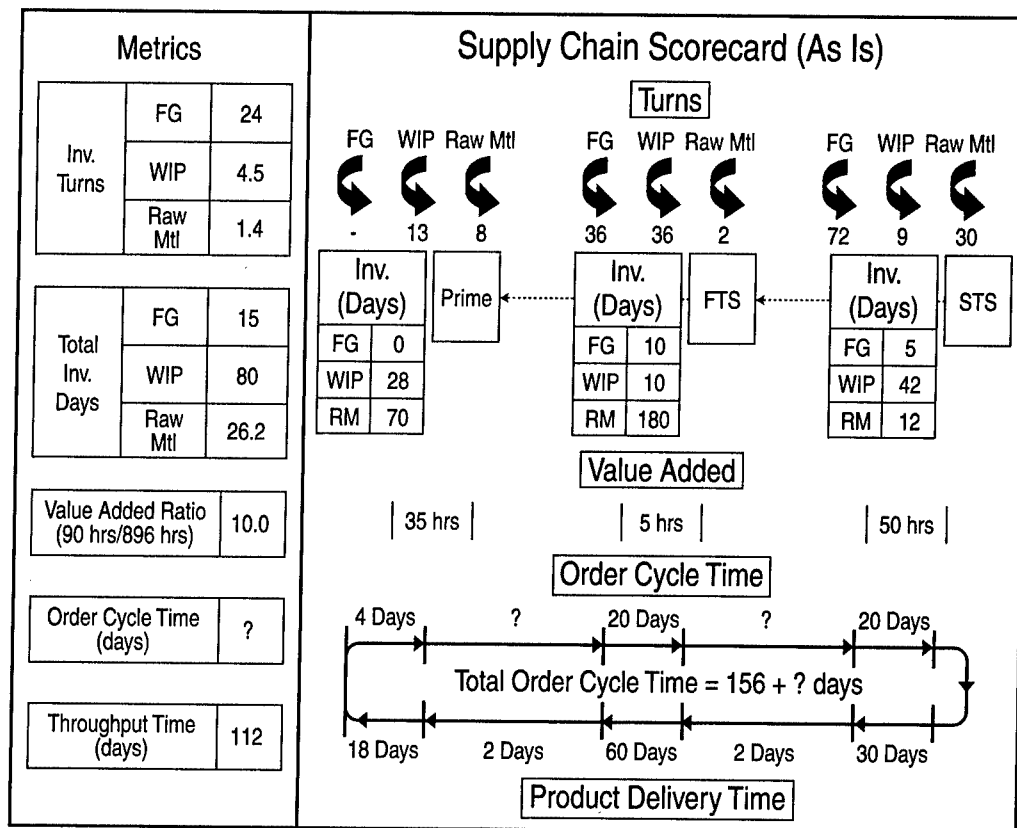 Metrics
Inv.
Turns
FG
24
WIP
4.5
Raw
Mtl
1.4
Total
Inv.
Days
FG
15
WIP
80
Raw
Mtl
26.2
Value Added Ratio
(90 hrs/896 hrs)
10.0
Order Cycle Time
(days)
?
Throughput Time
(days)
112
Supply Chain Scorecard (As Is)
Turns
FG WIP Raw Mtl
FG WIP Raw Mtl
FG WIP Raw Mtl
- 13 8
36 36 2
72 9 30
Inv.
(Days)
FG 0
WIP 28
RM 70
Prime
Inv.
(Days)
FG 10
WIP 10
RM 180
FTS
Inv.
(Days)
FG 5
WIP 42
RM 12
STS
Value Added
35 hrs
5 hrs
50 hrs
Order Cycle Time
4 Days ? 20 Days ? 20 Days
Total Order Cycle Time = 156 + ? days
18 Days 2 Days 60 Days 2 Days 30 Days
Product Delivery Time